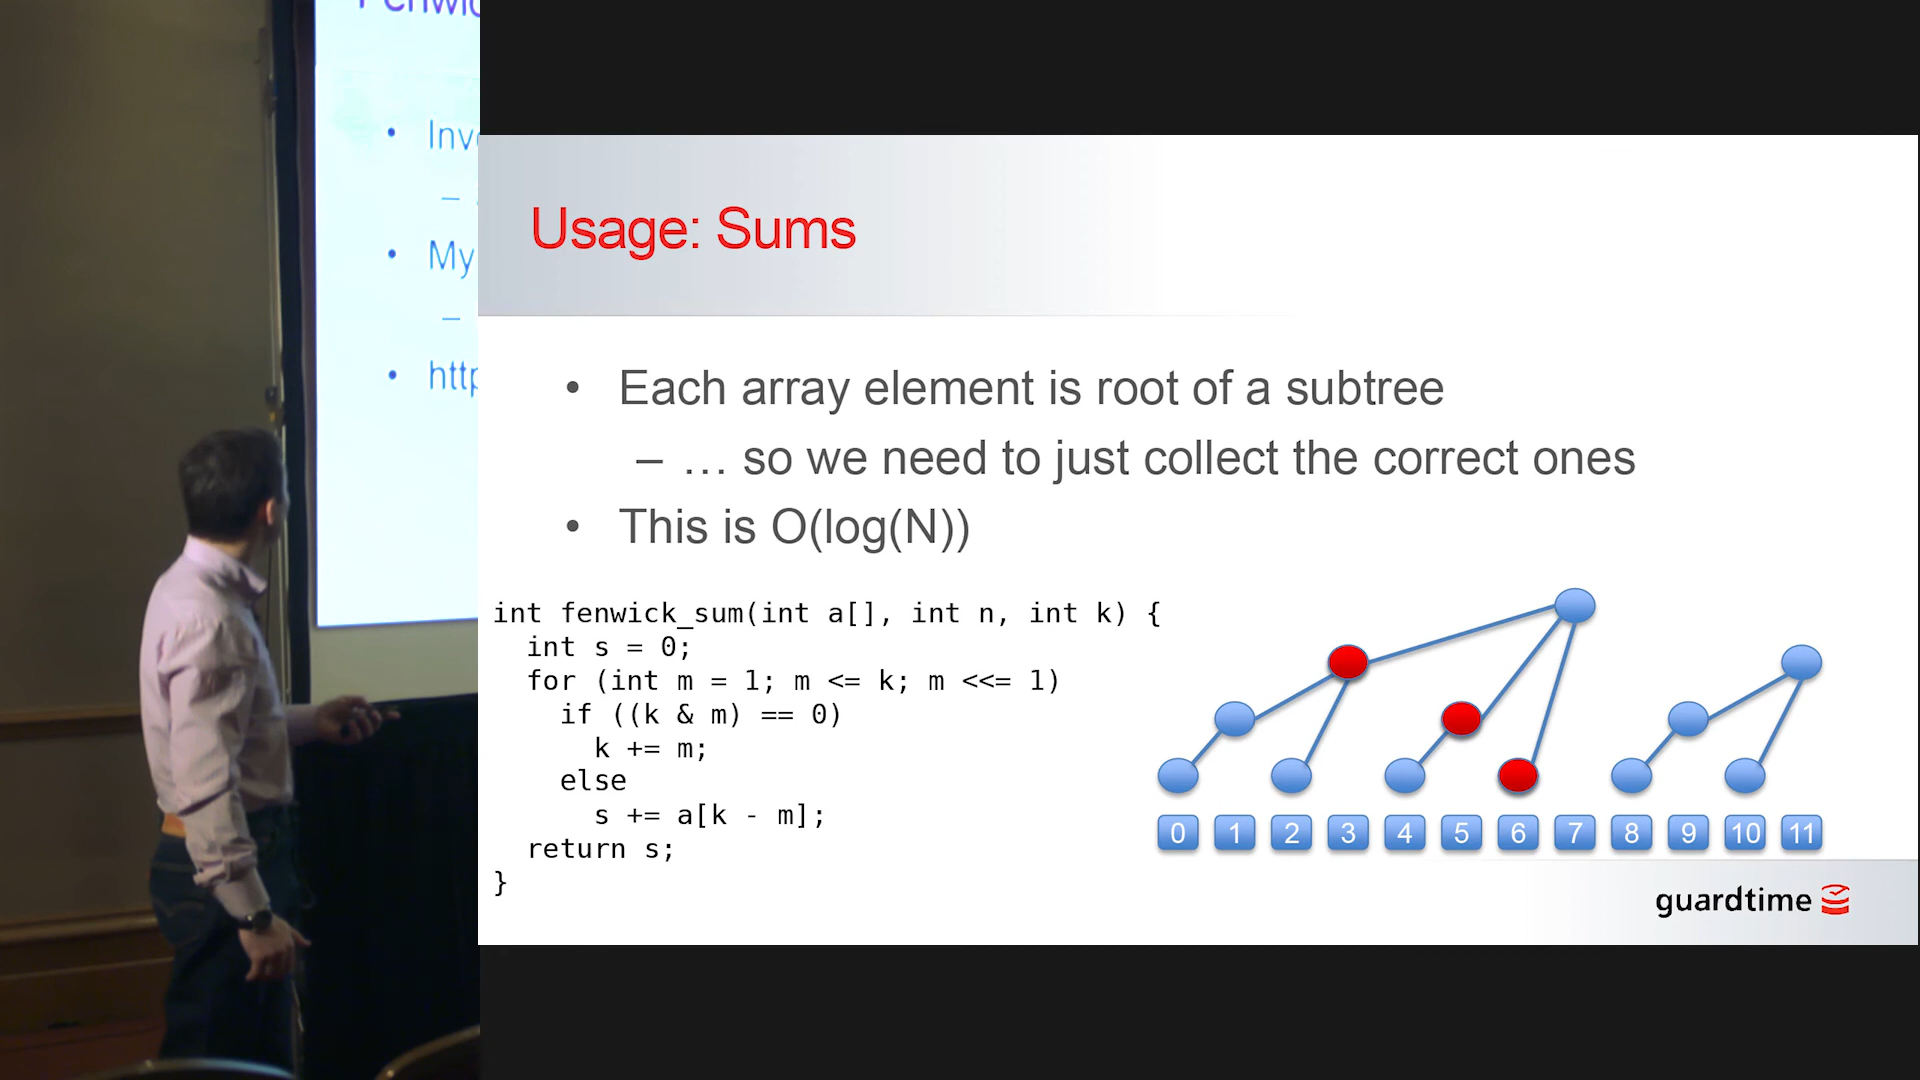 Fenwic
• Inv
–
• My
–
• http
Usage: Sums
• Each array element is root of a subtree
– … so we need to just collect the correct ones
• This is O(log(N))
int fenwick_sum(int a[], int n, int k) {
int s = 0;
for (int m = 1; m <= k; m <<= 1)
if ((k & m) == 0)
k += m;
else
s += a[k - m];
return s;
}
0 1 2 3 4 5 6 7 8 9 10 11
guardtime